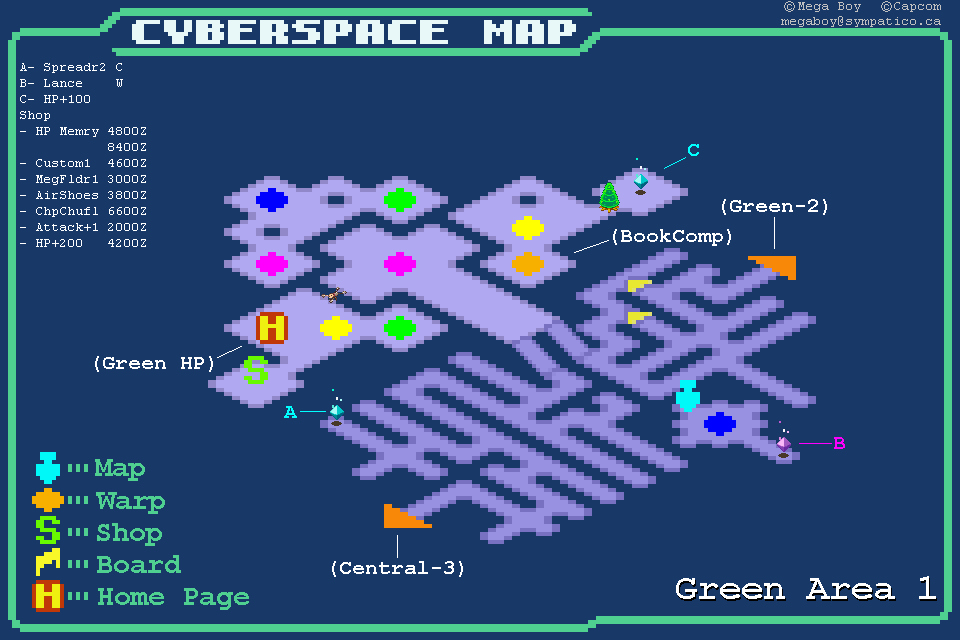 ©Mega Boy ©Capcom
megaboy@sympatico.ca
CYBERSPACE MAP
A- Spreadr2 C
B- Lance W
C- HP+100
Shop
- HP Memry 4800Z
8400Z
- Custom1 4600Z
- MegFldr1 3000Z
- AirShoes 3800Z
- ChpChufl 6600Z
- Attack+1 2000Z
- HP+200 4200Z
C
(Green-2)
(BookComp)
H
(Green HP)
S
A
B
(Central-3)
Map
Warp
S Shop
Board
H Home Page
Green Area 1